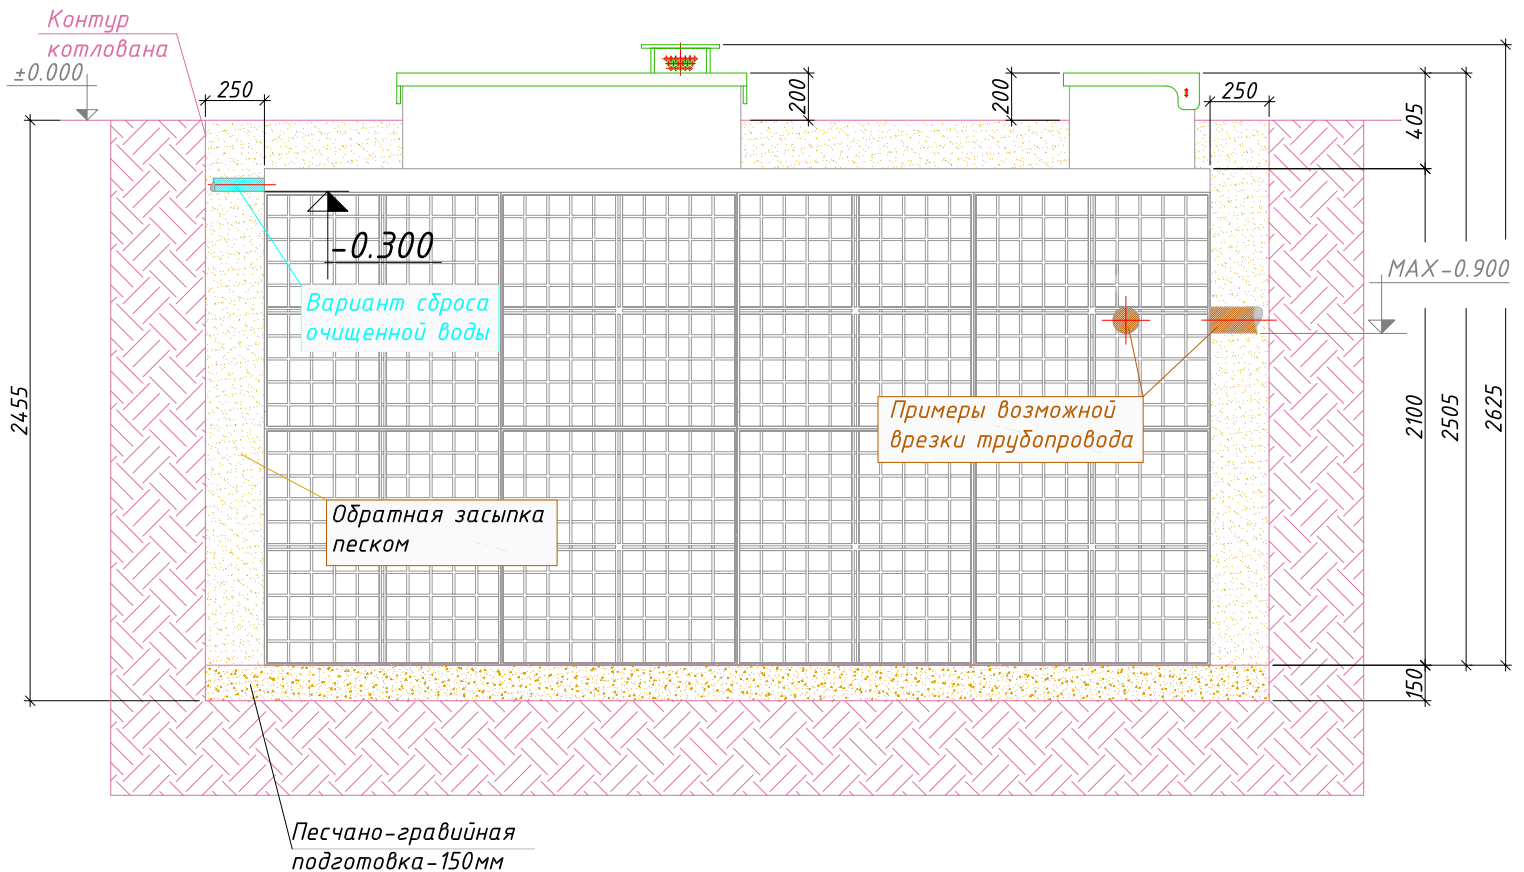 Контур
котлована
±0.000
250
200
200
250
405
-0.300
MAX-0.900
Вариант сброса
очищенной воды
2455
Примеры возможной
врезки трубопровода
2100
2505
2625
Обратная засыпка
песком
150
Песчано-гравийная
подготовка-150мм